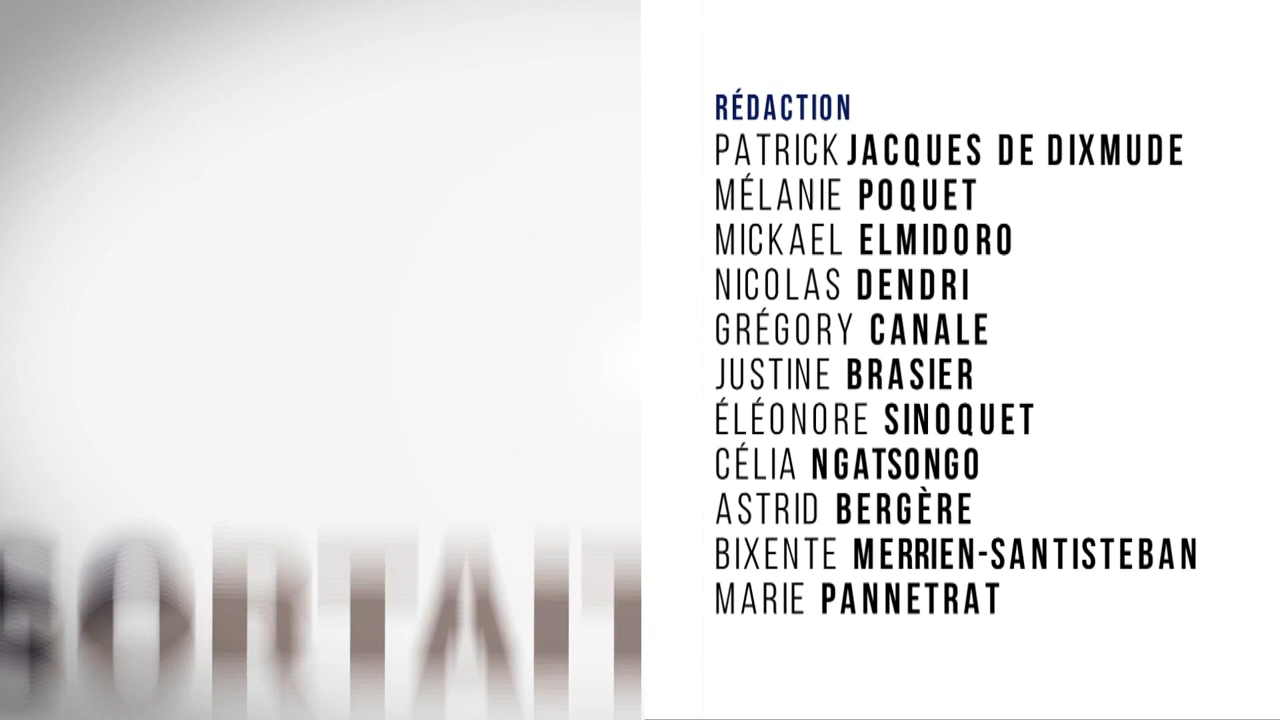 RÉDACTION
PATRICK JACQUES DE DIXMUDE
MÉLANIE POQUET
MICKAEL ELMIDORO
NICOLAS DENDRI
GRÉGORY CANALE
JUSTINE BRASIER
ÉLÉONORE SINOQUET
CÉLIA NGATSONGO
ASTRID BERGÈRE
BIXENTE MERRIEN-SANTISTEBAN
MARIE PANNETRAT